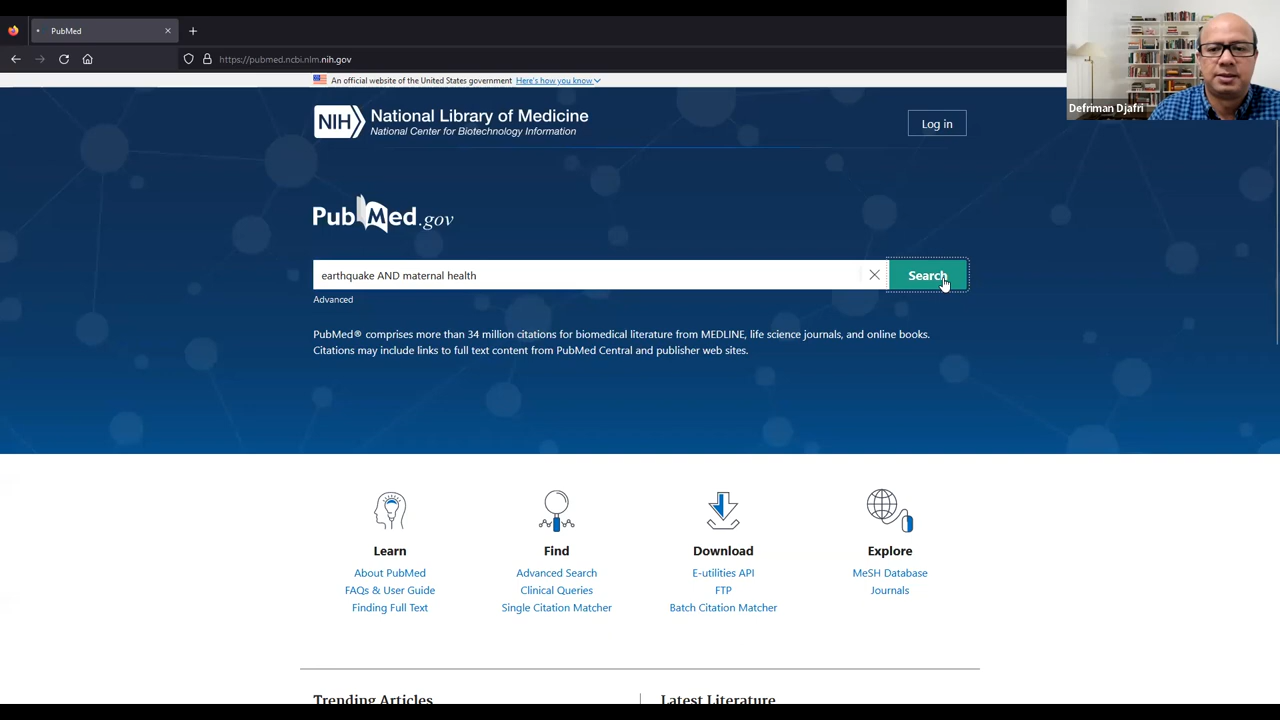 PubMed
https://pubmed.ncbi.nlm.nih.gov
Defriman Djafri
An official website of the United States government Here's how you know
NIH National Library of Medicine
National Center for Biotechnology Information
Log in
PubMed.gov
earthquake AND maternal health
Search
Advanced
PubMed® comprises more than 34 million citations for biomedical literature from MEDLINE, life science journals, and online books.
Citations may include links to full text content from PubMed Central and publisher web sites.
Learn
About PubMed
FAQs & User Guide
Finding Full Text
Find
Advanced Search
Clinical Queries
Single Citation Matcher
Download
E-utilities API
FTP
Batch Citation Matcher
Explore
MeSH Database
Journals
Trending Articles
Latest Literature